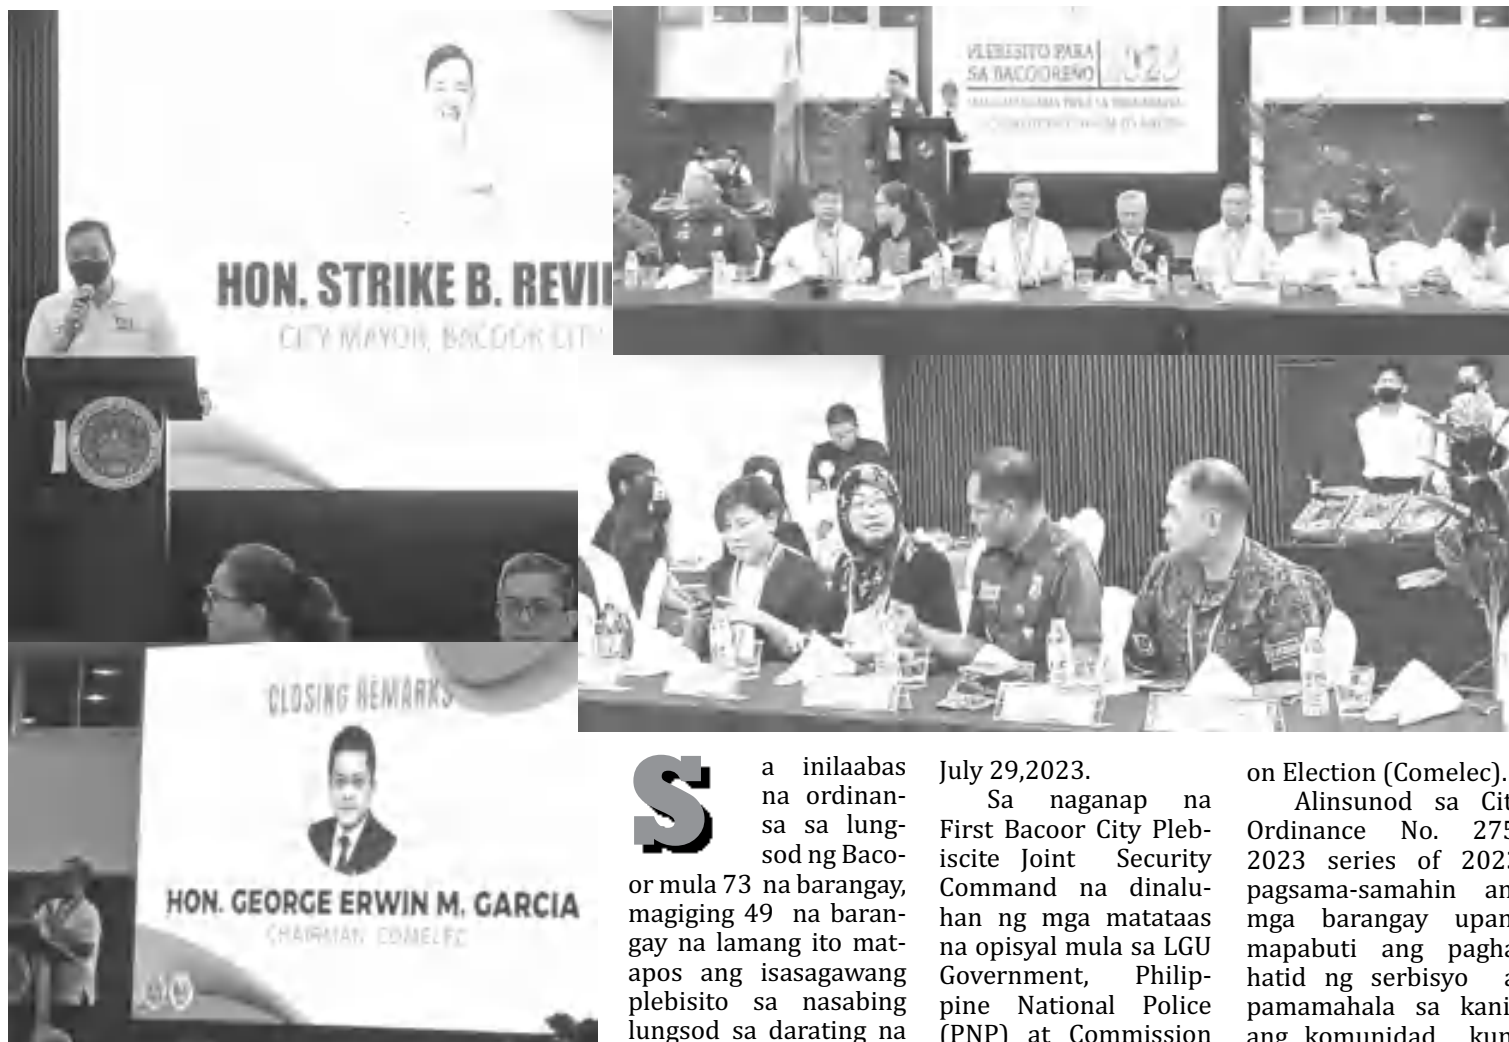 HON. STRIKE B. REVI
CITY MAYOR, BACOOR CITY
PLEBESITO PARA
SA BACOOREÑO
2023
CLOSING REMARKS
HON. GEORGE ERWIN M. GARCIA
CHAIRMAN, COMELEC
Sa inilaabas
na ordinan-
sa sa lung-
sod ng Baco-
or mula 73 na barangay,
magiging 49 na baran-
gay na lamang ito mat-
apos ang isasagawang
plebisito sa nasabing
lungsod sa darating na
July 29,2023.
Sa naganap na
First Bacoor City Pleb-
iscite Joint Security
Command na dinalu-
han ng mga matataas
na opisyal mula sa LGU
Government, Philip-
pine National Police
(PNP) at Commission
on Election (Comelec).
Alinsunod sa Cit
Ordinance No. 275
2023 series of 2023
pagsama-samahin an
mga barangay upan
mapabuti ang pagha
hatid ng serbisyo a
pamamahala sa kani
ang komunidad kun